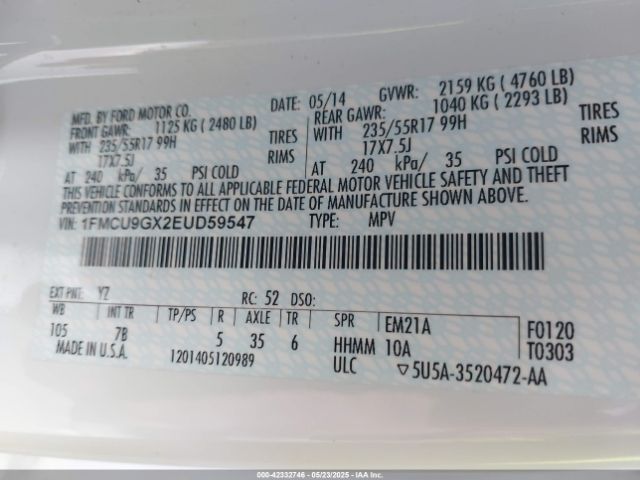 MFD. BY FORD MOTOR CO.
DATE: 05/14 GVWR: 2159 KG ( 4760 LB)
FRONT GAWR: 1125 KG ( 2480 LB) REAR GAWR: 1040 KG ( 2293 LB)
WITH 235/55R17 99H TIRES WITH 235/55R17 99H TIRES
17X7.5J RIMS 17X7.5J RIMS
AT 240 kPa/ 35 PSI COLD AT 240 kPa/ 35 PSI COLD
THIS VEHICLE CONFORMS TO ALL APPLICABLE FEDERAL MOTOR VEHICLE SAFETY AND THEFT
PREVENTION STANDARDS IN EFFECT ON THE DATE OF MANUFACTURE SHOWN ABOVE.
VIN: 1FMCU9GX2EUD59547 TYPE: MPV
EXT PNT: YZ RC: 52 DSO:
WB INT TR TP/PS R AXLE TR SPR EM21A F0120
105 7B 5 35 6 HHMM 10A T0303
MADE IN U.S.A. 1201405120989 ULC ▽5U5A-3520472-AA
000-42332746 — 05/23/2025 — IAA Inc.